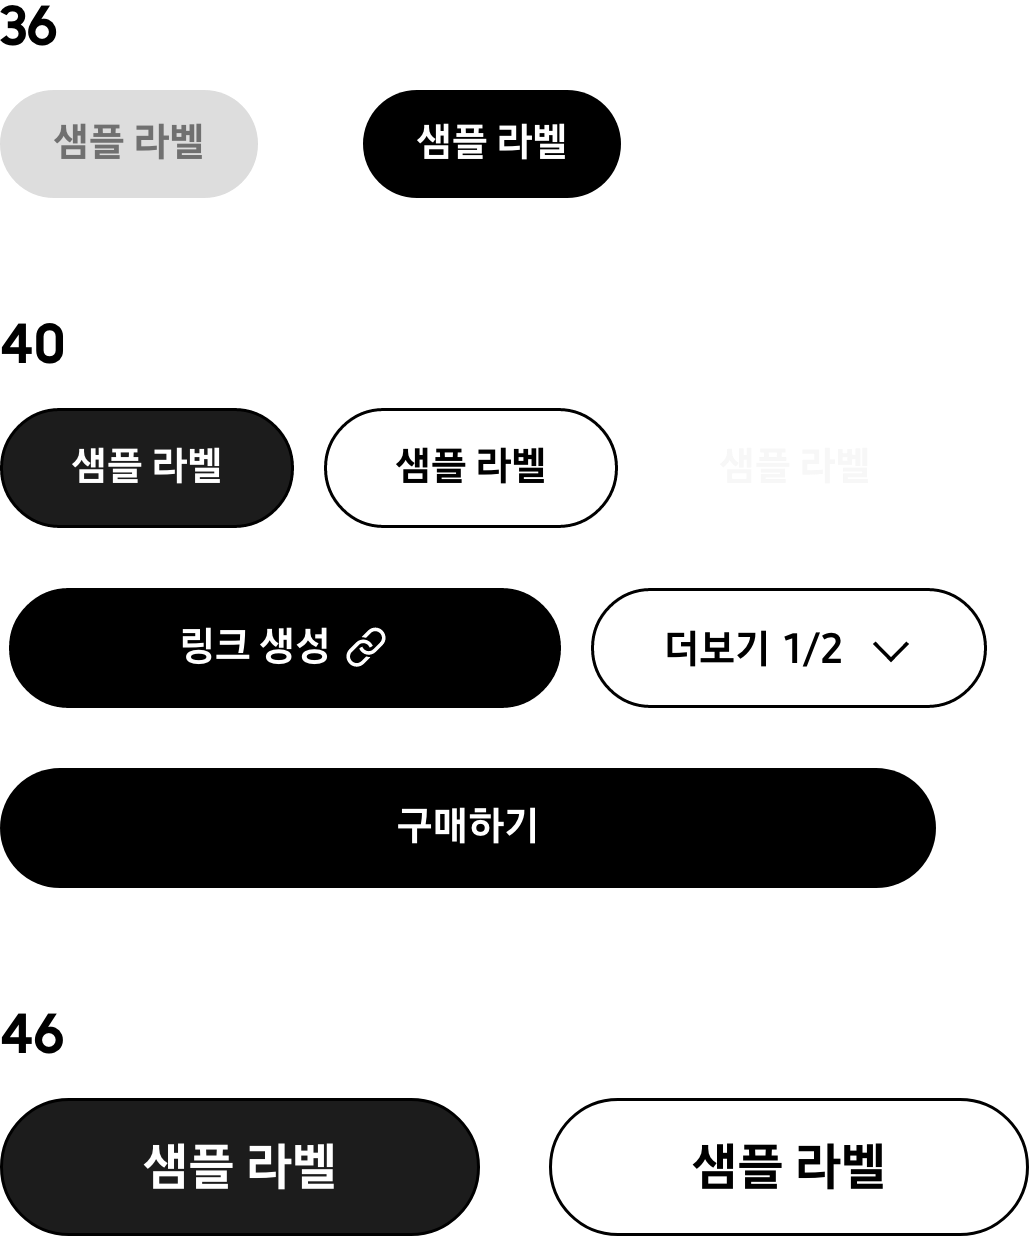 36
샘플 라벨 샘플 라벨
40
샘플 라벨 샘플 라벨 샘플 라벨
링크 생성 더보기 1/2
구매하기
46
샘플 라벨 샘플 라벨